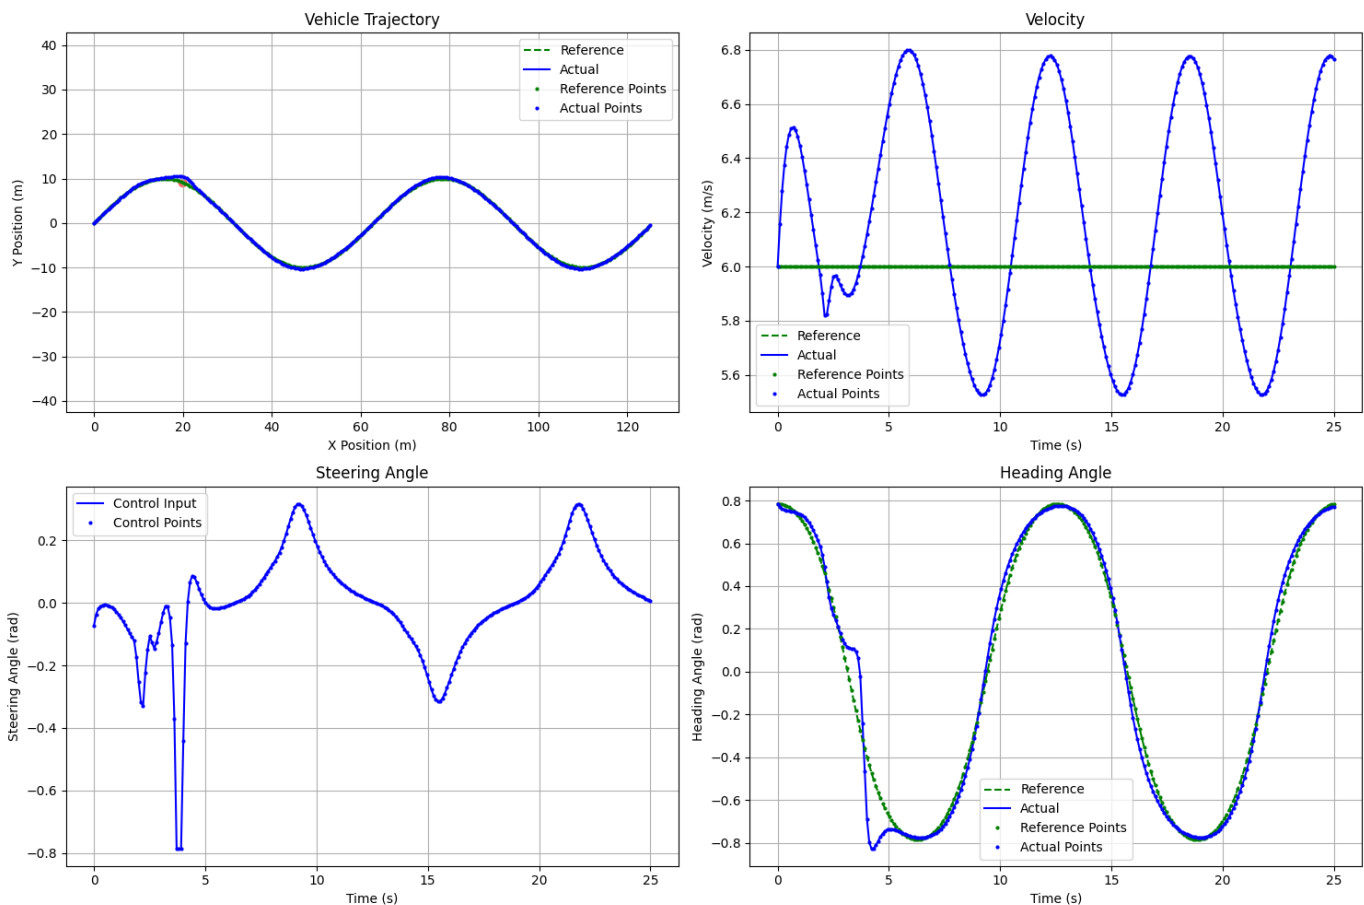 Vehicle Trajectory
Y Position (m)
40
30
20
10
0
−10
−20
−30
−40
Reference
Actual
Reference Points
Actual Points
0 20 40 60 80 100 120
X Position (m)
Velocity
Velocity (m/s)
6.8
6.6
6.4
6.2
6.0
5.8
5.6
Reference
Actual
Reference Points
Actual Points
0 5 10 15 20 25
Time (s)
Steering Angle
Steering Angle (rad)
Control Input
Control Points
0.2
0.0
−0.2
−0.4
−0.6
−0.8
0 5 10 15 20 25
Time (s)
Heading Angle
Heading Angle (rad)
0.8
0.6
0.4
0.2
0.0
−0.2
−0.4
−0.6
−0.8
Reference
Actual
Reference Points
Actual Points
0 5 10 15 20 25
Time (s)